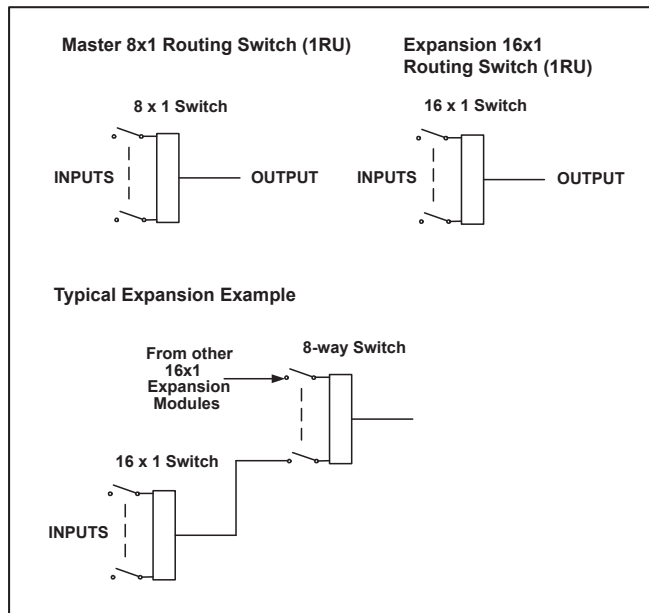 Master 8x1 Routing Switch (1RU)
8 x 1 Switch
INPUTS
OUTPUT
Expansion 16x1
Routing Switch (1RU)
16 x 1 Switch
INPUTS
OUTPUT
Typical Expansion Example
From other
16x1
Expansion
Modules
8-way Switch
16 x 1 Switch
INPUTS